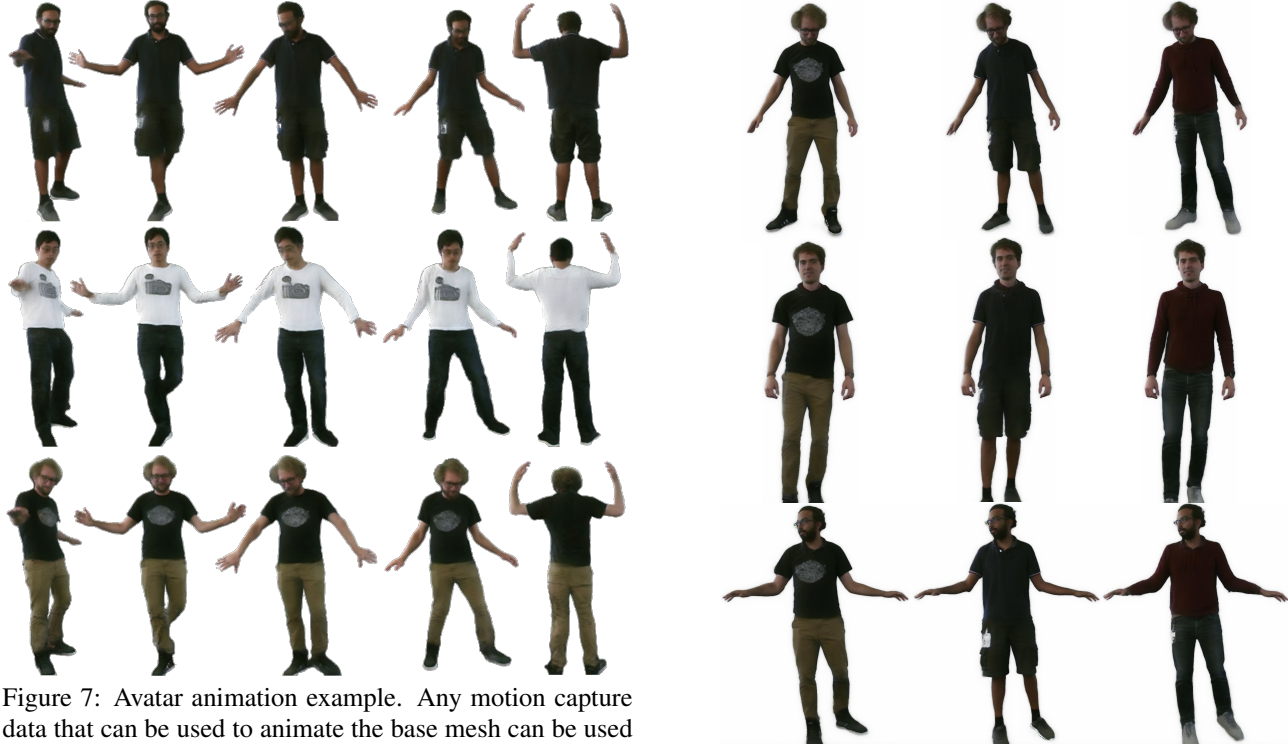 Figure 7: Avatar animation example. Any motion capture
data that can be used to animate the base mesh can be used